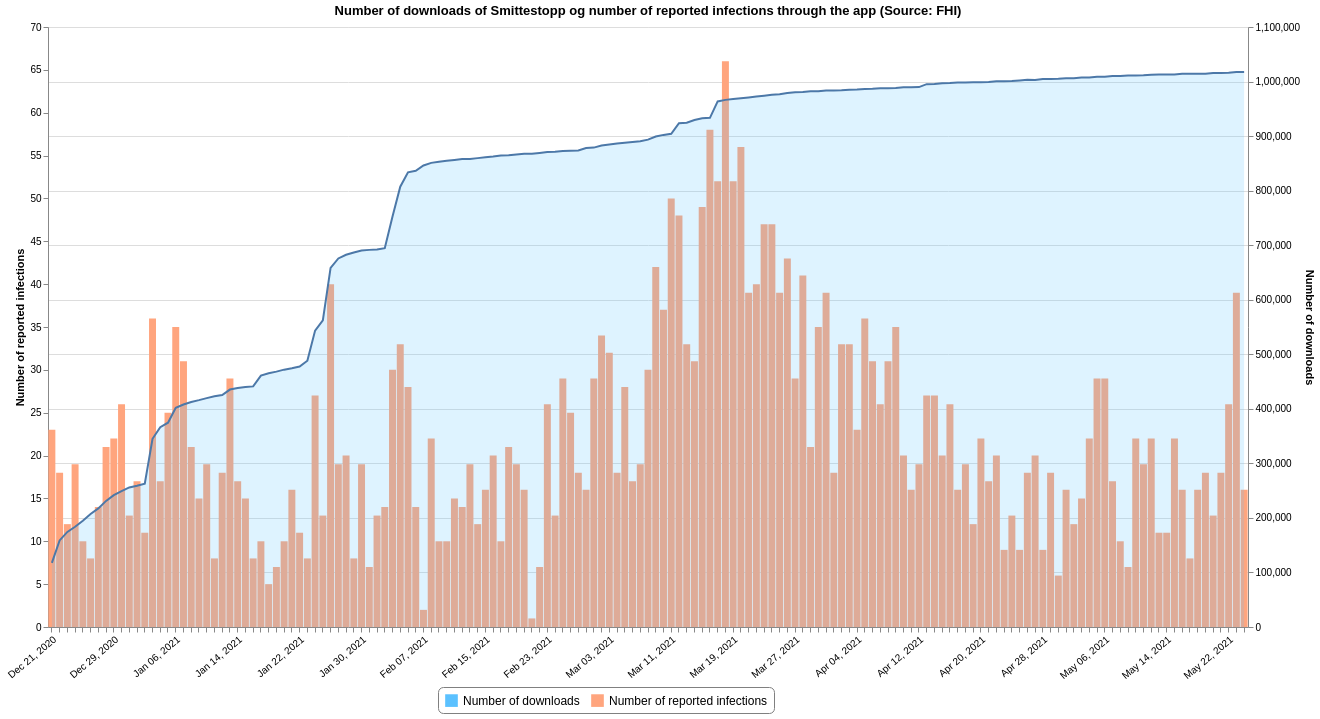 Number of downloads of Smittestopp og number of reported infections through the app (Source: FHI)
70
65
60
55
50
45
40
35
30
25
20
15
10
5
0
Number of reported infections
1,100,000
1,000,000
900,000
800,000
700,000
600,000
500,000
400,000
300,000
200,000
100,000
0
Number of downloads
Dec 21, 2020
Dec 29, 2020
Jan 06, 2021
Jan 14, 2021
Jan 22, 2021
Jan 30, 2021
Feb 07, 2021
Feb 15, 2021
Feb 23, 2021
Mar 03, 2021
Mar 11, 2021
Mar 19, 2021
Mar 27, 2021
Apr 04, 2021
Apr 12, 2021
Apr 20, 2021
Apr 28, 2021
May 06, 2021
May 14, 2021
May 22, 2021
Number of downloads
Number of reported infections